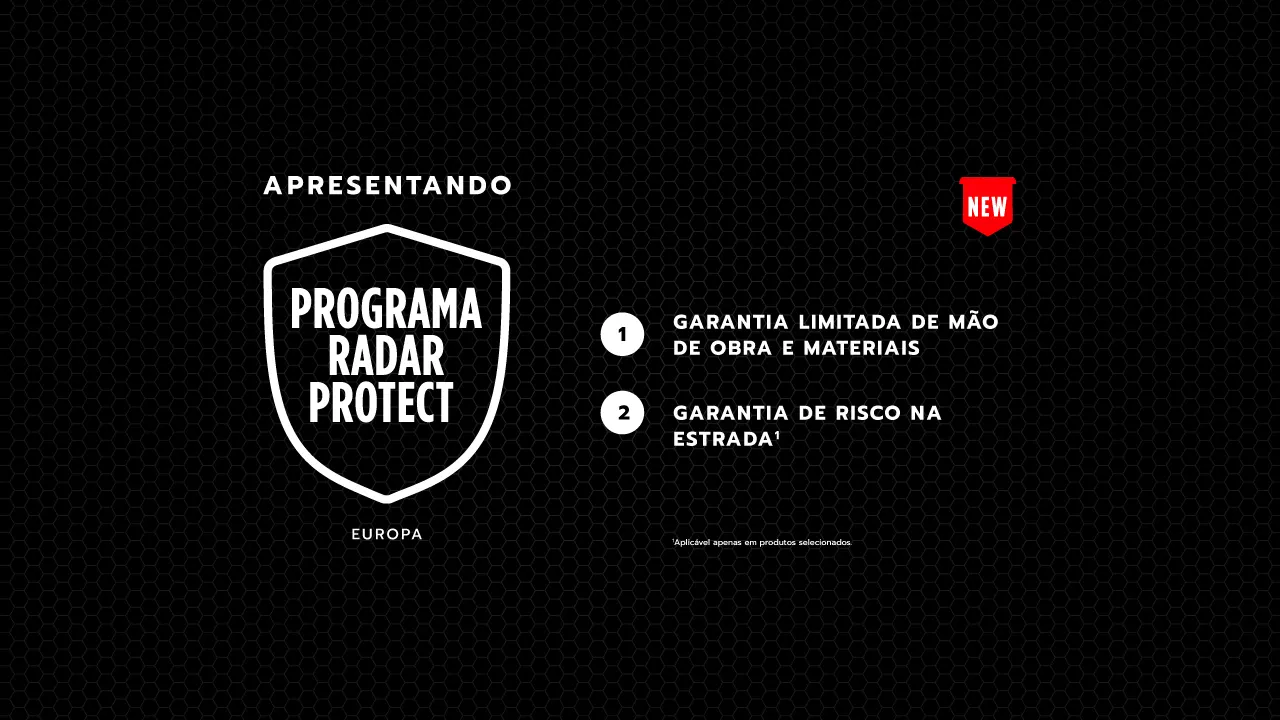 APRESENTANDO
PROGRAMA
RADAR
PROTECT
EUROPA
NEW
1
GARANTIA LIMITADA DE MÃO
DE OBRA E MATERIAIS
2
GARANTIA DE RISCO NA
ESTRADA¹
¹Aplicável apenas em produtos selecionados.